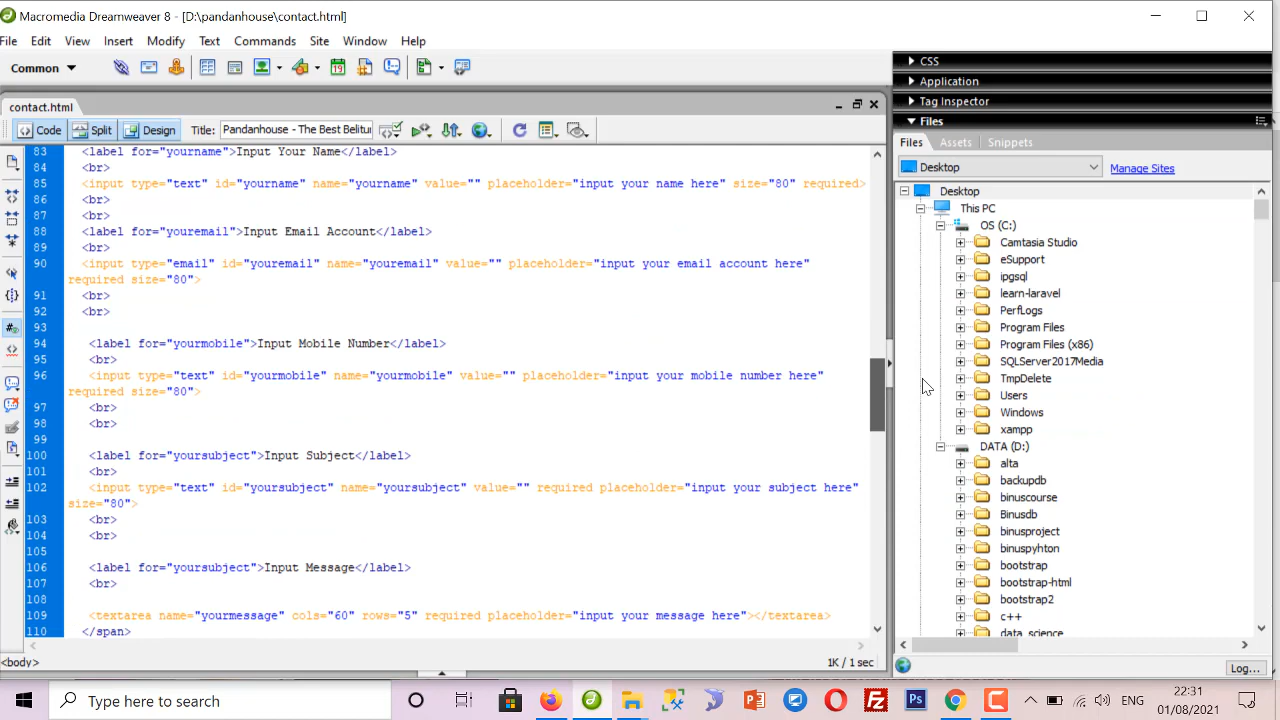 Macromedia Dreamweaver 8 - [D:\pandanhouse\contact.html]
File Edit View Insert Modify Text Commands Site Window Help
Common
contact.html
Code Split Design Title: Pandanhouse - The Best Belitur
83 <label for="yourname">Input Your Name</label>
84 <br>
85 <input type="text" id="yourname" name="yourname" value="" placeholder="input your name here" size="80" required>
86 <br>
87 <br>
88 <label for="youremail">Input Email Account</label>
89 <br>
90 <input type="email" id="youremail" name="youremail" value="" placeholder="input your email account here"
required size="80">
91 <br>
92 <br>
93
94 <label for="yourmobile">Input Mobile Number</label>
95 <br>
96 <input type="text" id="yourmobile" name="yourmobile" value="" placeholder="input your mobile number here"
required size="80">
97 <br>
98 <br>
99
100 <label for="yoursubject">Input Subject</label>
101 <br>
102 <input type="text" id="yoursubject" name="yoursubject" value="" required placeholder="input your subject here"
size="80">
103 <br>
104 <br>
105
106 <label for="yoursubject">Input Message</label>
107 <br>
108
109 <textarea name="yourmessage" cols="60" rows="5" required placeholder="input your message here"></textarea>
110 </span>
<body>
1K / 1 sec
CSS
Application
Tag Inspector
Files
Files Assets Snippets
Desktop Manage Sites
Desktop
This PC
OS (C:)
Camtasia Studio
eSupport
ipgsql
learn-laravel
PerfLogs
Program Files
Program Files (x86)
SQLServer2017Media
TmpDelete
Users
Windows
xampp
DATA (D:)
alta
backupdb
binuscourse
Binusdb
binusproject
binuspyhton
bootstrap
bootstrap-html
bootstrap2
c++
data_science
Log...
Type here to search
ENG
22:31
01/08/2021